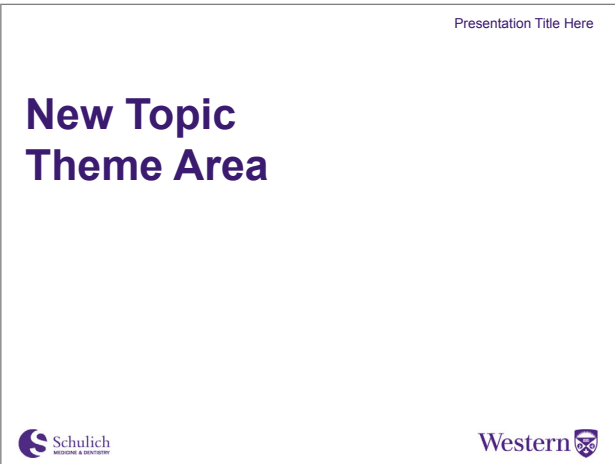 Presentation Title Here
New Topic
Theme Area
Schulich
MEDICINE & DENTISTRY
Western